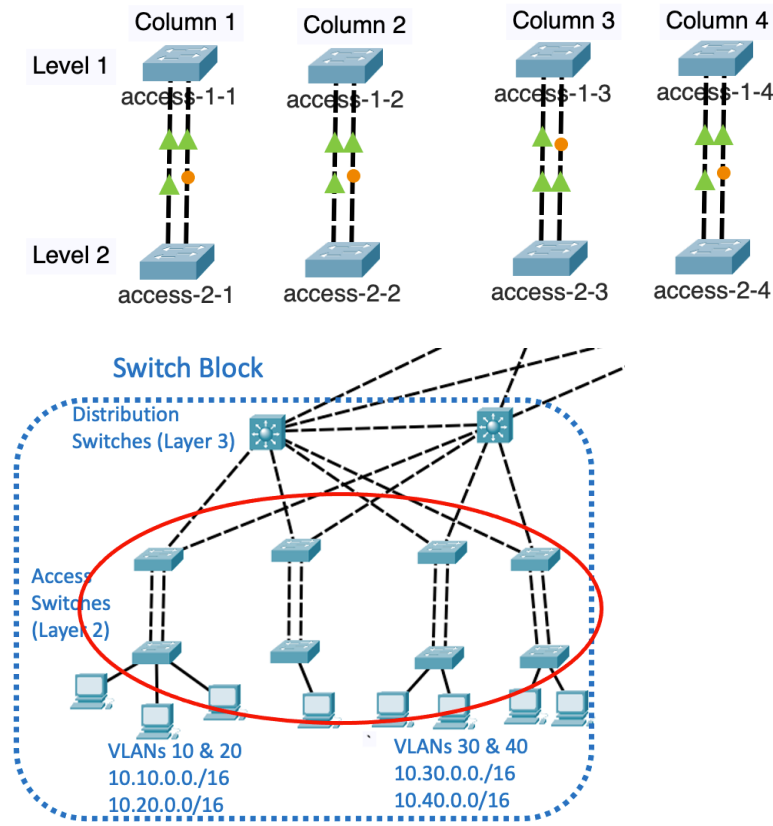 Column 1
Column 2
Column 3
Column 4
Level 1
access-1-1
access-1-2
access-1-3
access-1-4
Level 2
access-2-1
access-2-2
access-2-3
access-2-4
Switch Block
Distribution
Switches (Layer 3)
Access
Switches
(Layer 2)
VLANs 10 & 20
10.10.0.0./16
10.20.0.0/16
VLANs 30 & 40
10.30.0.0./16
10.40.0.0/16